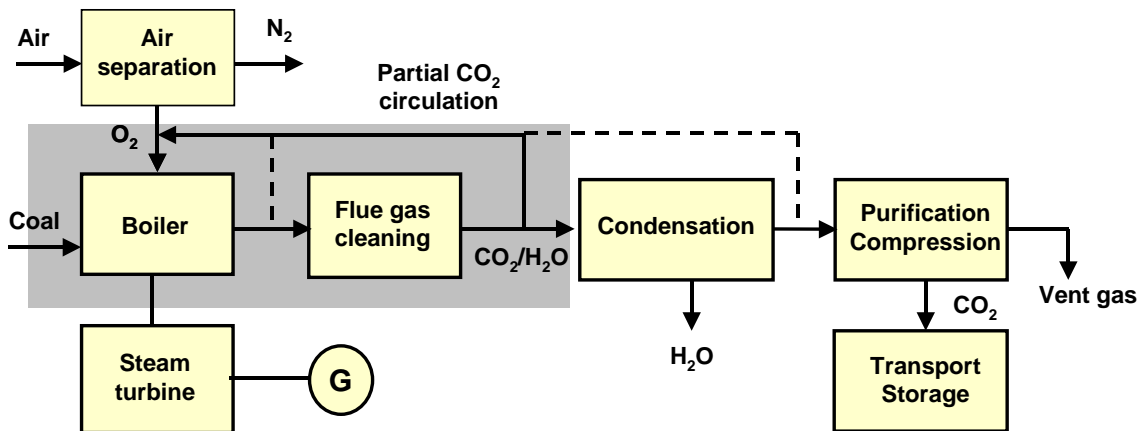 Air
Air
separation
N₂
Partial CO₂
circulation
O₂
Coal
Boiler
Flue gas
cleaning
CO₂/H₂O
Condensation
Purification
Compression
Vent gas
H₂O
CO₂
Steam
turbine
G
Transport
Storage